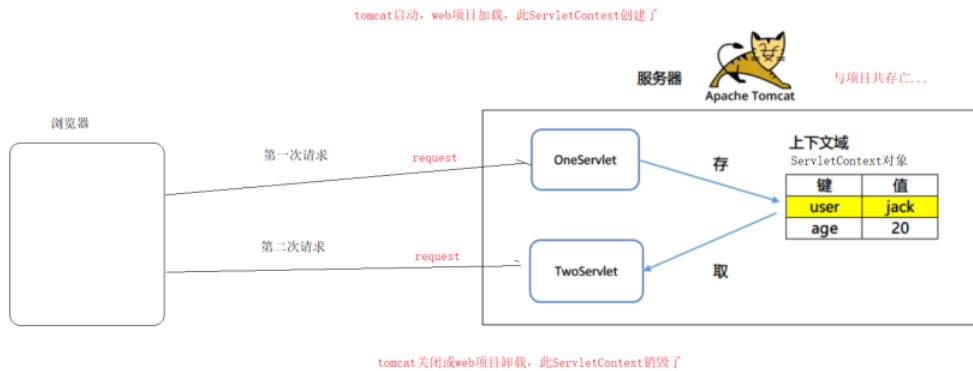 tomcat启动，web项目加载，此ServletContext创建了
服务器
Apache Tomcat
与项目共存亡...
浏览器
第一次请求
request
OneServlet
存
上下文域
ServletContext对象
键 值
user jack
age 20
第二次请求
request
TwoServlet
取
tomcat关闭或web项目卸载，此ServletContext销毁了